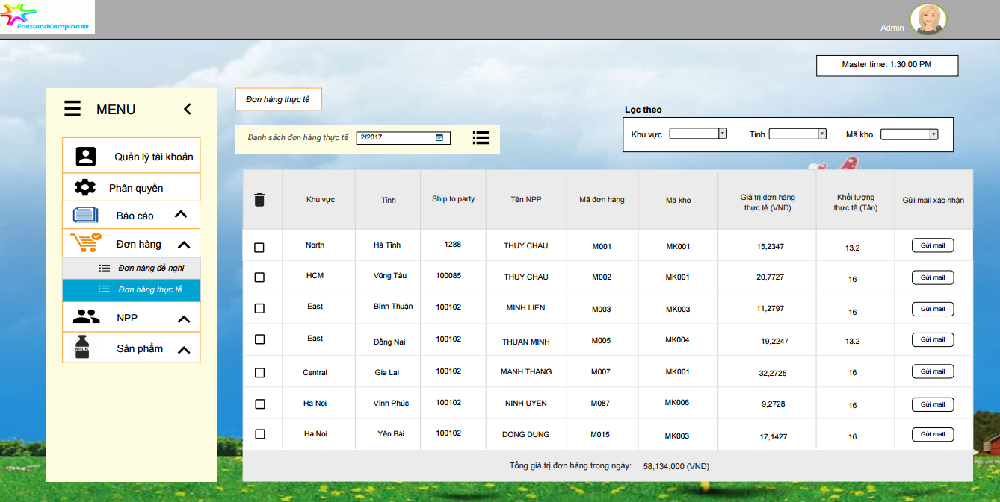 FrieslandCampina
Admin
Master time: 1:30:00 PM
MENU
Quản lý tài khoản
Phân quyền
Báo cáo
Đơn hàng
Đơn hàng đề nghị
Đơn hàng thực tế
NPP
MILK
Sản phẩm
Đơn hàng thực tế
Danh sách đơn hàng thực tế 2/2017
Lọc theo
Khu vực Tỉnh Mã kho
Khu vực Tỉnh Ship to party Tên NPP Mã đơn hàng Mã kho Giá trị đơn hàng thực tế (VND) Khối lượng thực tế (Tấn) Gửi mail xác nhận
North Hà Tĩnh 1288 THUY CHAU M001 MK001 15,2347 13.2 Gửi mail
HCM Vũng Tàu 100085 THUY CHAU M002 MK001 20,7727 16 Gửi mail
East Bình Thuận 100102 MINH LIEN M003 MK003 11,2797 16 Gửi mail
East Đồng Nai 100102 THUAN MINH M005 MK004 19,2247 13.2 Gửi mail
Central Gia Lai 100102 MANH THANG M007 MK001 32,2725 16 Gửi mail
Ha Noi Vĩnh Phúc 100102 NINH UYEN M087 MK006 9,2728 16 Gửi mail
Ha Noi Yên Bái 100102 DONG DUNG M015 MK003 17,1427 16 Gửi mail
Tổng giá trị đơn hàng trong ngày: 58,134,000 (VND)